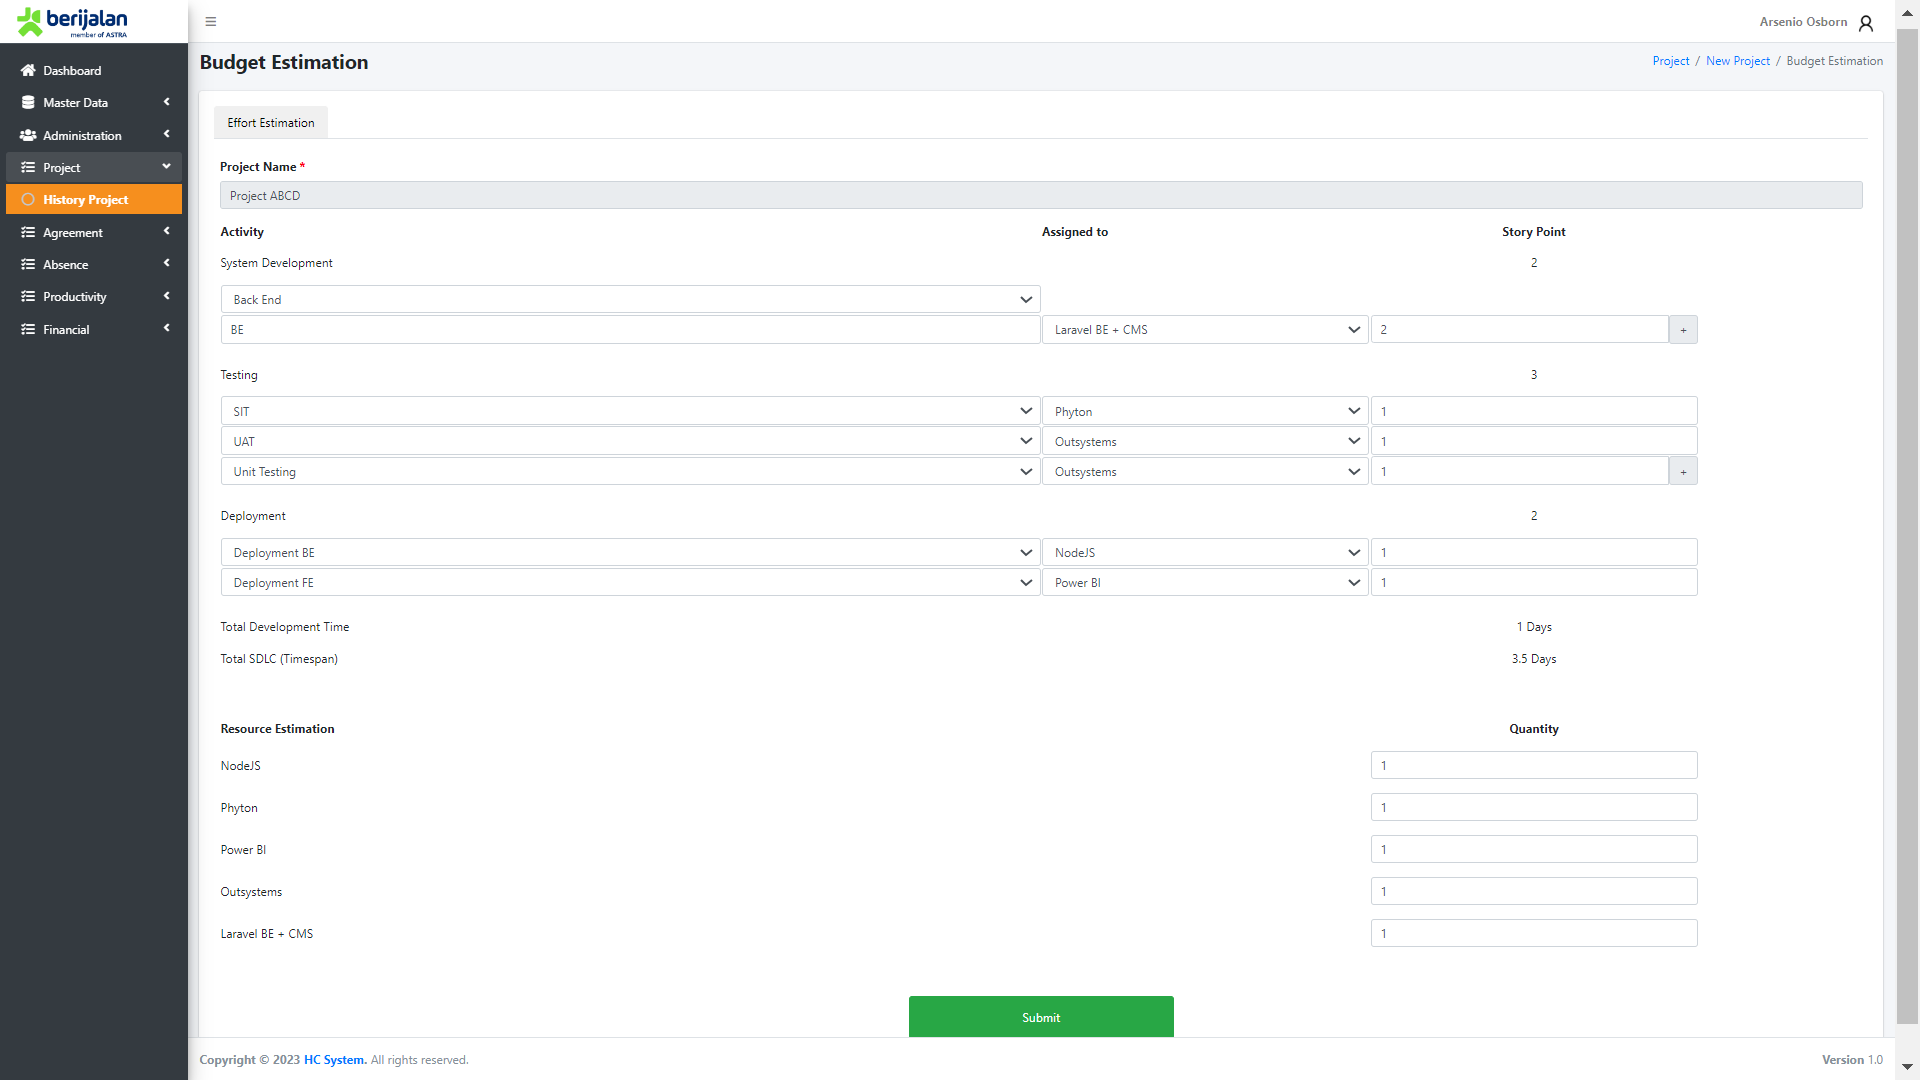 berijalan
member of ASTRA
Arsenio Osborn
Dashboard
Master Data
Administration
Project
History Project
Agreement
Absence
Productivity
Financial
Budget Estimation
Project / New Project / Budget Estimation
Effort Estimation
Project Name *
Project ABCD
Activity Assigned to Story Point
System Development 2
Back End
BE Laravel BE + CMS 2 +
Testing 3
SIT Phyton 1
UAT Outsystems 1
Unit Testing Outsystems 1 +
Deployment 2
Deployment BE NodeJS 1
Deployment FE Power BI 1
Total Development Time 1 Days
Total SDLC (Timespan) 3.5 Days
Resource Estimation Quantity
NodeJS 1
Phyton 1
Power BI 1
Outsystems 1
Laravel BE + CMS 1
Submit
Copyright © 2023 HC System. All rights reserved.
Version 1.0